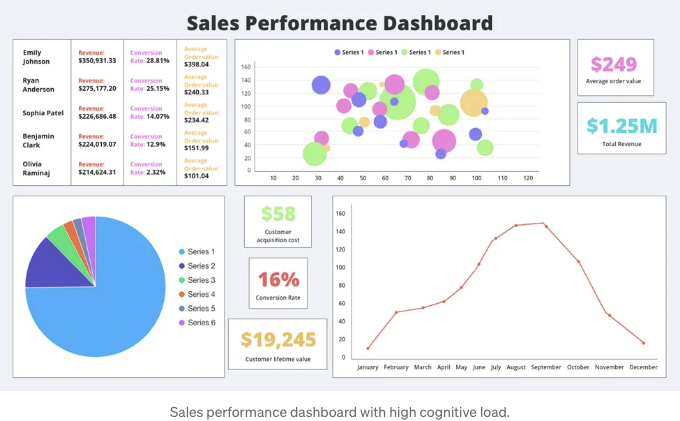 Sales Performance Dashboard
Emily
Johnson
Revenue:
$350,931.33
Conversion
Rate: 28.81%
Average
Order value:
$398.04
Ryan
Anderson
Revenue:
$275,177.20
Conversion
Rate: 25.15%
Average
Order value:
$240.33
Sophia Patel
Revenue:
$226,686.48
Conversion
Rate: 14.07%
Average
Order value:
$234.42
Benjamin
Clark
Revenue:
$224,019.07
Conversion
Rate: 12.9%
Average
Order value:
$151.99
Olivia
Raminaj
Revenue:
$214,624.31
Conversion
Rate: 2.32%
Average
Order value:
$101.04
Series 1 Series 1 Series 1 Series 1
160
140
120
100
80
60
40
20
0
10 20 30 40 50 60 70 80 90 100 110 120
$249
Average order value
$1.25M
Total Revenue
Series 1
Series 2
Series 3
Series 4
Series 5
Series 6
$58
Customer
acquisition cost
16%
Conversion Rate
$19,245
Customer lifetime value
160
140
120
100
80
60
40
20
0
January February March April May June July August September October November December
Sales performance dashboard with high cognitive load.